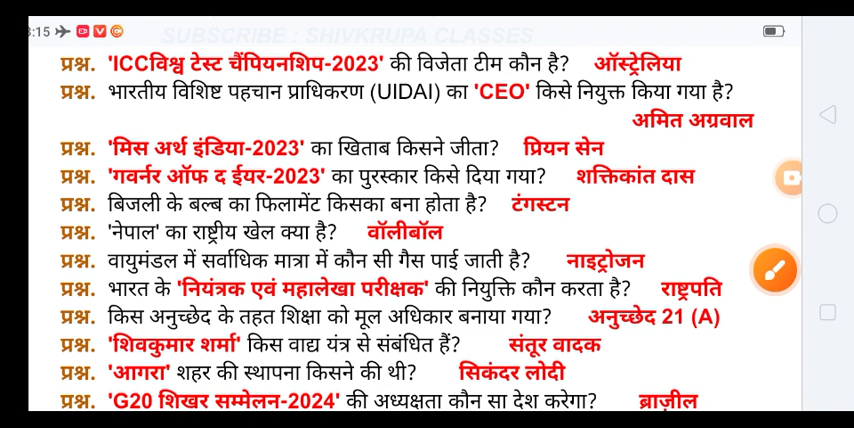 3:15
SUBSCRIBE : SHIVKRUPA CLASSES
प्रश्न. 'ICCविश्व टेस्ट चैंपियनशिप-2023' की विजेता टीम कौन है? ऑस्ट्रेलिया
प्रश्न. भारतीय विशिष्ट पहचान प्राधिकरण (UIDAI) का 'CEO' किसे नियुक्त किया गया है?
अमित अग्रवाल
प्रश्न. 'मिस अर्थ इंडिया-2023' का खिताब किसने जीता? प्रियन सेन
प्रश्न. 'गवर्नर ऑफ द ईयर-2023' का पुरस्कार किसे दिया गया? शक्तिकांत दास
प्रश्न. बिजली के बल्ब का फिलामेंट किसका बना होता है? टंगस्टन
प्रश्न. 'नेपाल' का राष्ट्रीय खेल क्या है? वॉलीबॉल
प्रश्न. वायुमंडल में सर्वाधिक मात्रा में कौन सी गैस पाई जाती है? नाइट्रोजन
प्रश्न. भारत के 'नियंत्रक एवं महालेखा परीक्षक' की नियुक्ति कौन करता है? राष्ट्रपति
प्रश्न. किस अनुच्छेद के तहत शिक्षा को मूल अधिकार बनाया गया? अनुच्छेद 21 (A)
प्रश्न. 'शिवकुमार शर्मा' किस वाद्य यंत्र से संबंधित हैं? संतूर वादक
प्रश्न. 'आगरा' शहर की स्थापना किसने की थी? सिकंदर लोदी
प्रश्न. 'G20 शिखर सम्मेलन-2024' की अध्यक्षता कौन सा देश करेगा? ब्राज़ील